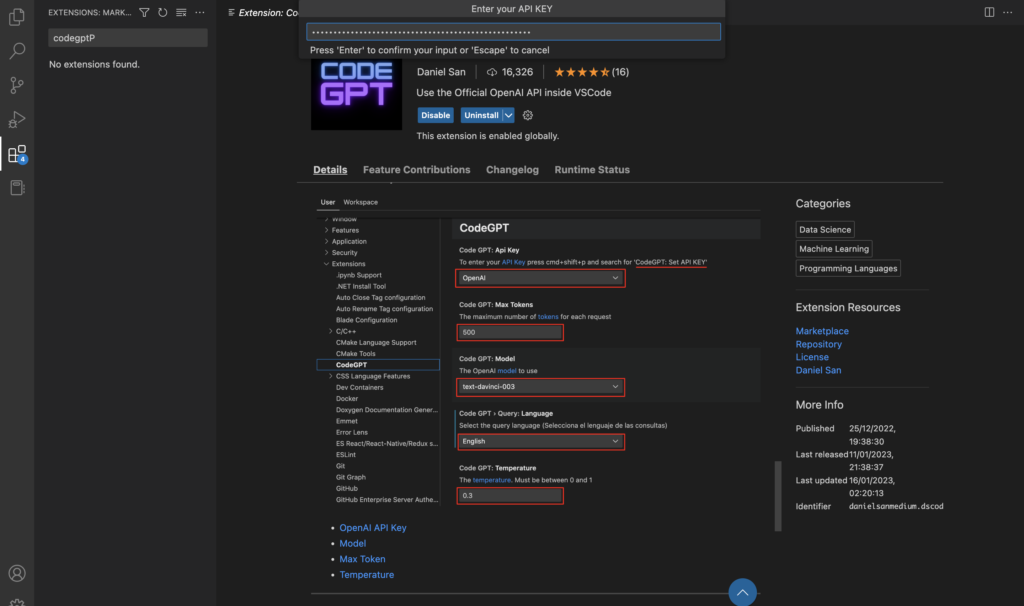 EXTENSIONS: MARK...
codegptP
No extensions found.
4
Extension: Co
Enter your API KEY
Press 'Enter' to confirm your input or 'Escape' to cancel
CODE
GPT
Daniel San
16,326
(16)
Use the Official OpenAI API inside VSCode
Disable
Uninstall
This extension is enabled globally.
Details
Feature Contributions
Changelog
Runtime Status
User
Workspace
Window
Features
Application
Security
Extensions
.ipynb Support
.NET Install Tool
Auto Close Tag configuration
Auto Rename Tag configuration
Blade Configuration
C/C++
CMake Language Support
CMake Tools
CodeGPT
CSS Language Features
Dev Containers
Docker
Doxygen Documentation Gener...
Emmet
Error Lens
ES React/React-Native/Redux s...
ESLint
Git
Git Graph
GitHub
GitHub Enterprise Server Authe...
CodeGPT
Code GPT: Api Key
To enter your API Key press cmd+shift+p and search for 'CodeGPT: Set API KEY'
OpenAI
Code GPT: Max Tokens
The maximum number of tokens for each request
500
Code GPT: Model
The OpenAI model to use
text-davinci-003
Code GPT › Query: Language
Select the query language (Selecciona el lenguaje de las consultas)
English
Code GPT: Temperature
The temperature. Must be between 0 and 1
0.3
• OpenAI API Key
• Model
• Max Token
• Temperature
Categories
Data Science
Machine Learning
Programming Languages
Extension Resources
Marketplace
Repository
License
Daniel San
More Info
Published 25/12/2022,
19:38:30
Last released 11/01/2023,
21:38:37
Last updated 16/01/2023,
02:20:13
Identifier danielsanmedium.dscod